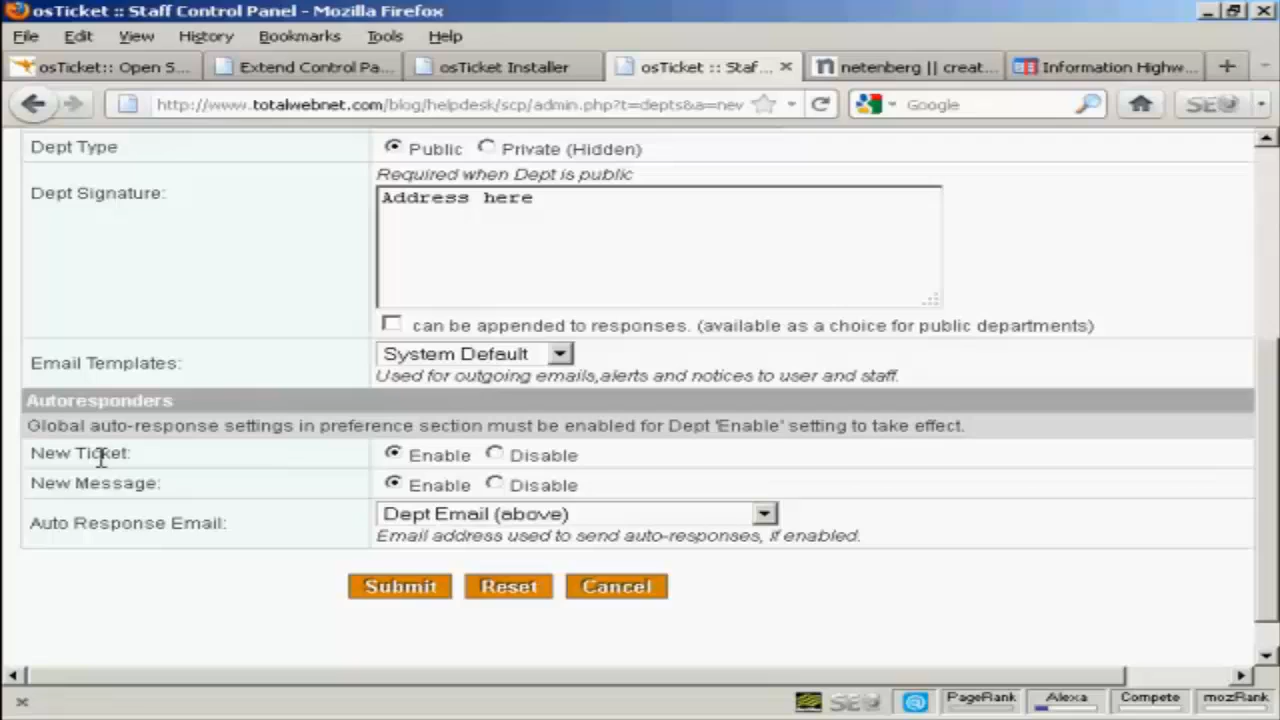 osTicket :: Staff Control Panel - Mozilla Firefox
File Edit View History Bookmarks Tools Help
osTicket :: Open S... Extend Control Pa... osTicket Installer osTicket :: Staf... netenberg || creat... Information Highw...
http://www.totalwebnet.com/blog/helpdesk/scp/admin.php?t=depts&a=new Google SEO
Dept Type Public Private (Hidden)
Required when Dept is public
Dept Signature: Address here
can be appended to responses. (available as a choice for public departments)
Email Templates: System Default
Used for outgoing emails,alerts and notices to user and staff.
Autoresponders
Global auto-response settings in preference section must be enabled for Dept 'Enable' setting to take effect.
New Ticket: Enable Disable
New Message: Enable Disable
Auto Response Email: Dept Email (above)
Email address used to send auto-responses, if enabled.
Submit Reset Cancel
SEO PageRank Alexa Compete mozRank